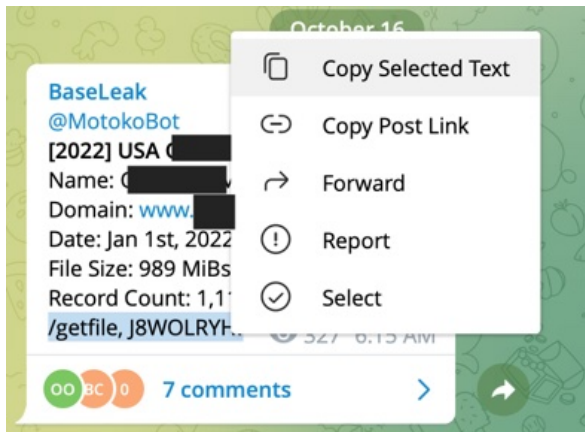 October 16
BaseLeak
@MotokoBot
[2022] USA
Name:
Domain: www.
Date: Jan 1st, 2022
File Size: 989 MiBs
Record Count: 1,1
/getfile, J8WOLRYH
327 6:15 AM
OO BC 0 7 comments
Copy Selected Text
Copy Post Link
Forward
Report
Select